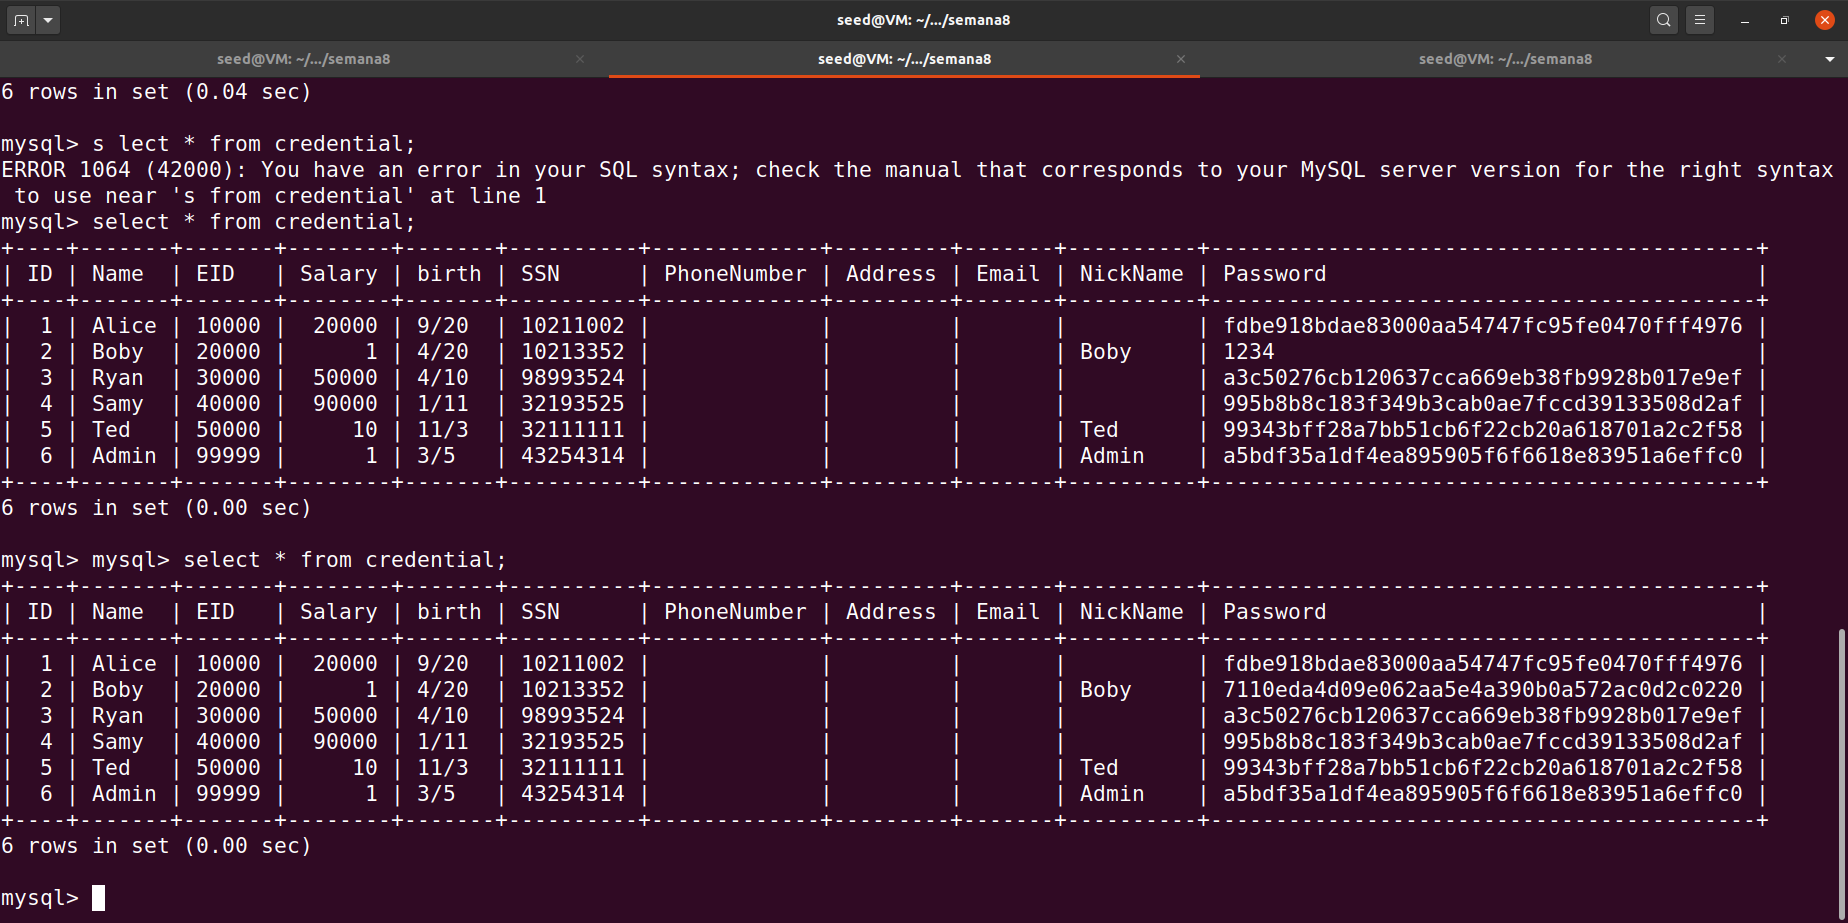 seed@VM: ~/.../semana8
seed@VM: ~/.../semana8 seed@VM: ~/.../semana8 seed@VM: ~/.../semana8
6 rows in set (0.04 sec)
mysql> s lect * from credential;
ERROR 1064 (42000): You have an error in your SQL syntax; check the manual that corresponds to your MySQL server version for the right syntax
 to use near 's from credential' at line 1
mysql> select * from credential;
+----+-------+-------+--------+-------+----------+-------------+---------+-------+----------+------------------------------------------+
| ID | Name  | EID   | Salary | birth | SSN      | PhoneNumber | Address | Email | NickName | Password                                 |
+----+-------+-------+--------+-------+----------+-------------+---------+-------+----------+------------------------------------------+
|  1 | Alice | 10000 |  20000 | 9/20  | 10211002 |             |         |       |          | fdbe918bdae83000aa54747fc95fe0470fff4976 |
|  2 | Boby  | 20000 |      1 | 4/20  | 10213352 |             |         |       | Boby     | 1234                                     |
|  3 | Ryan  | 30000 |  50000 | 4/10  | 98993524 |             |         |       |          | a3c50276cb120637cca669eb38fb9928b017e9ef |
|  4 | Samy  | 40000 |  90000 | 1/11  | 32193525 |             |         |       |          | 995b8b8c183f349b3cab0ae7fccd39133508d2af |
|  5 | Ted   | 50000 |     10 | 11/3  | 32111111 |             |         |       | Ted      | 99343bff28a7bb51cb6f22cb20a618701a2c2f58 |
|  6 | Admin | 99999 |      1 | 3/5   | 43254314 |             |         |       | Admin    | a5bdf35a1df4ea895905f6f6618e83951a6effc0 |
+----+-------+-------+--------+-------+----------+-------------+---------+-------+----------+------------------------------------------+
6 rows in set (0.00 sec)
mysql> mysql> select * from credential;
+----+-------+-------+--------+-------+----------+-------------+---------+-------+----------+------------------------------------------+
| ID | Name  | EID   | Salary | birth | SSN      | PhoneNumber | Address | Email | NickName | Password                                 |
+----+-------+-------+--------+-------+----------+-------------+---------+-------+----------+------------------------------------------+
|  1 | Alice | 10000 |  20000 | 9/20  | 10211002 |             |         |       |          | fdbe918bdae83000aa54747fc95fe0470fff4976 |
|  2 | Boby  | 20000 |      1 | 4/20  | 10213352 |             |         |       | Boby     | 7110eda4d09e062aa5e4a390b0a572ac0d2c0220 |
|  3 | Ryan  | 30000 |  50000 | 4/10  | 98993524 |             |         |       |          | a3c50276cb120637cca669eb38fb9928b017e9ef |
|  4 | Samy  | 40000 |  90000 | 1/11  | 32193525 |             |         |       |          | 995b8b8c183f349b3cab0ae7fccd39133508d2af |
|  5 | Ted   | 50000 |     10 | 11/3  | 32111111 |             |         |       | Ted      | 99343bff28a7bb51cb6f22cb20a618701a2c2f58 |
|  6 | Admin | 99999 |      1 | 3/5   | 43254314 |             |         |       | Admin    | a5bdf35a1df4ea895905f6f6618e83951a6effc0 |
+----+-------+-------+--------+-------+----------+-------------+---------+-------+----------+------------------------------------------+
6 rows in set (0.00 sec)
mysql>